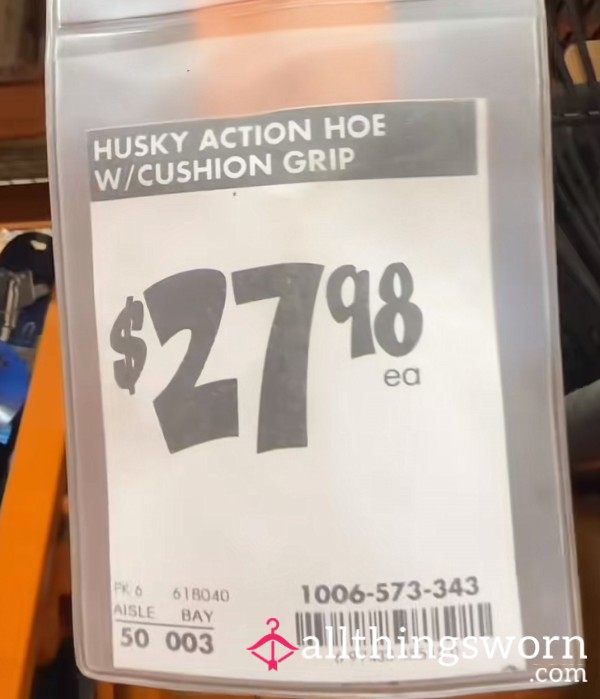 HUSKY ACTION HOE
W/CUSHION GRIP
$27 98
ea
PK 6 61B040
AISLE BAY
50 003
1006-573-343
allthingsworn
.com